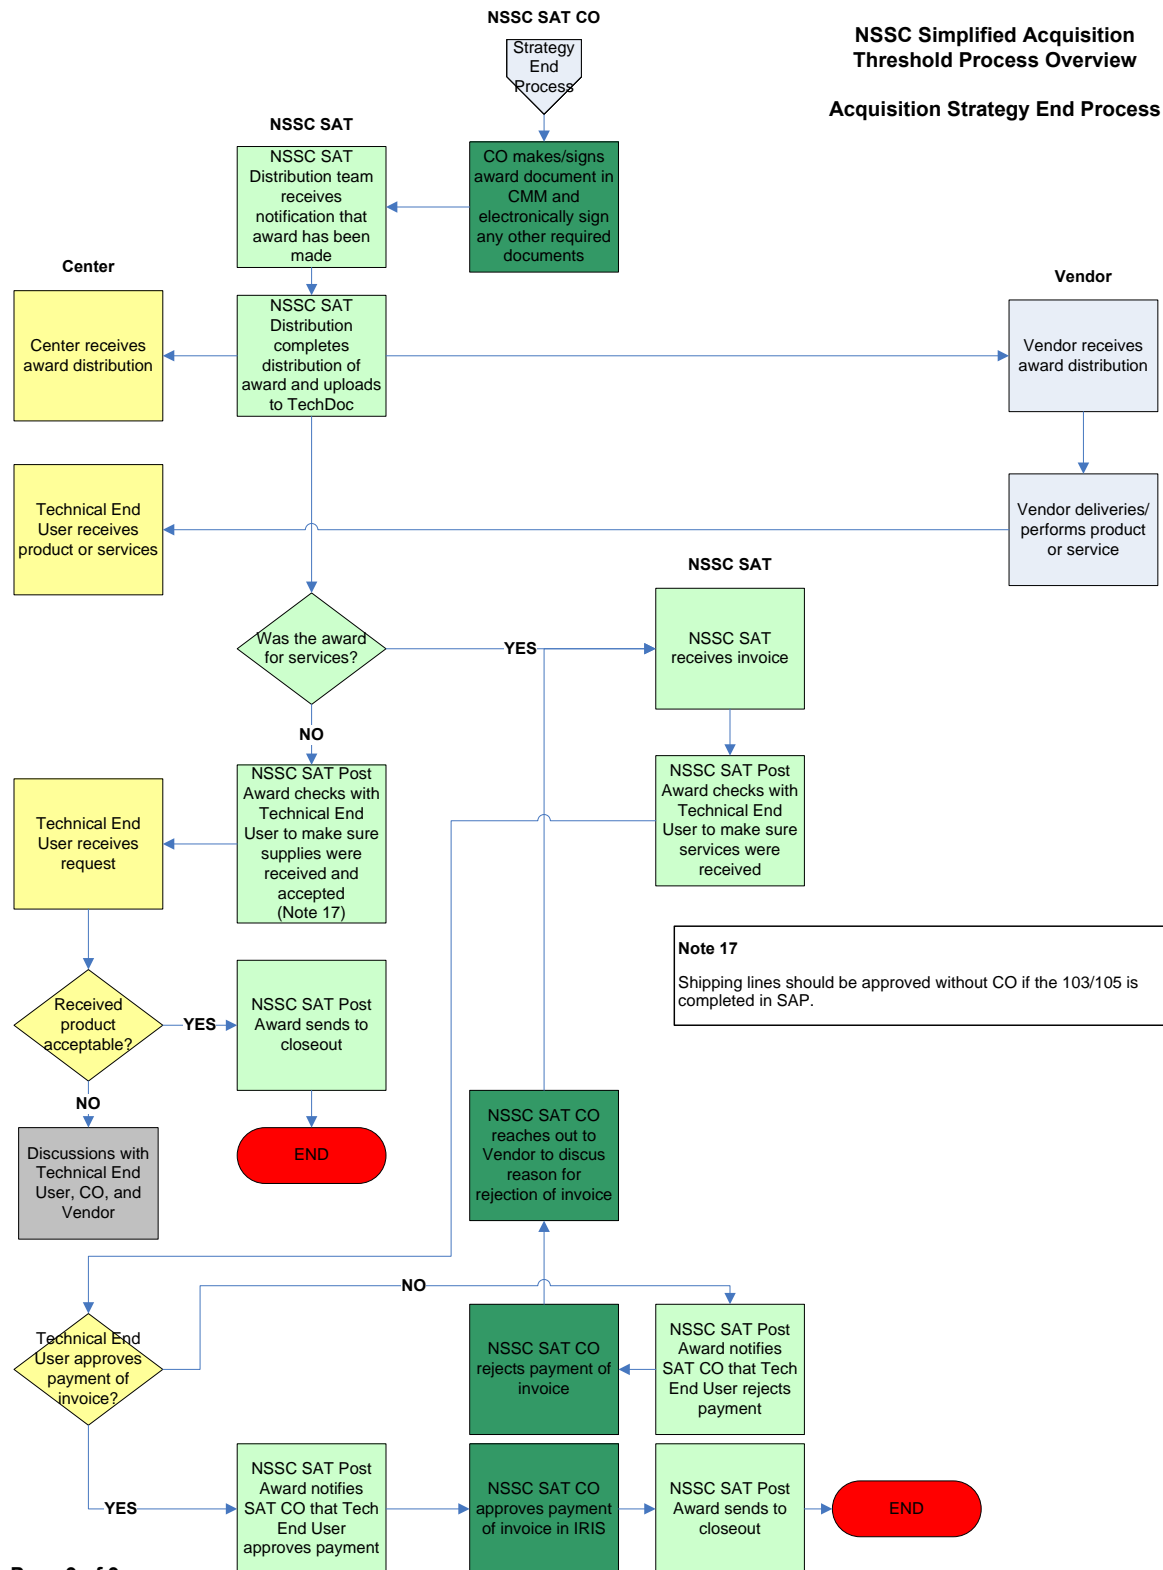 NSSC SAT CO
NSSC Simplified Acquisition
Threshold Process Overview
Acquisition Strategy End Process
Strategy
End
Process
NSSC SAT
CO makes/signs
award document in
CMM and
electronically sign
any other required
documents
NSSC SAT
Distribution team
receives
notification that
award has been
made
Center
Vendor
NSSC SAT
Distribution
completes
distribution of
award and uploads
to TechDoc
Center receives
award distribution
Vendor receives
award distribution
Technical End
User receives
product or services
Vendor deliveries/
performs product
or service
NSSC SAT
Was the award
for services?
YES
NSSC SAT
receives invoice
NO
NSSC SAT Post
Award checks with
Technical End
User to make sure
supplies were
received and
accepted
(Note 17)
NSSC SAT Post
Award checks with
Technical End
User to make sure
services were
received
Technical End
User receives
request
Note 17
Shipping lines should be approved without CO if the 103/105 is
completed in SAP.
Received
product
acceptable?
YES
NSSC SAT Post
Award sends to
closeout
NO
END
Discussions with
Technical End
User, CO, and
Vendor
NSSC SAT CO
reaches out to
Vendor to discus
reason for
rejection of invoice
NO
Technical End
User approves
payment of
invoice?
NSSC SAT CO
rejects payment of
invoice
NSSC SAT Post
Award notifies
SAT CO that Tech
End User rejects
payment
YES
NSSC SAT Post
Award notifies
SAT CO that Tech
End User
approves payment
NSSC SAT CO
approves payment
of invoice in IRIS
NSSC SAT Post
Award sends to
closeout
END